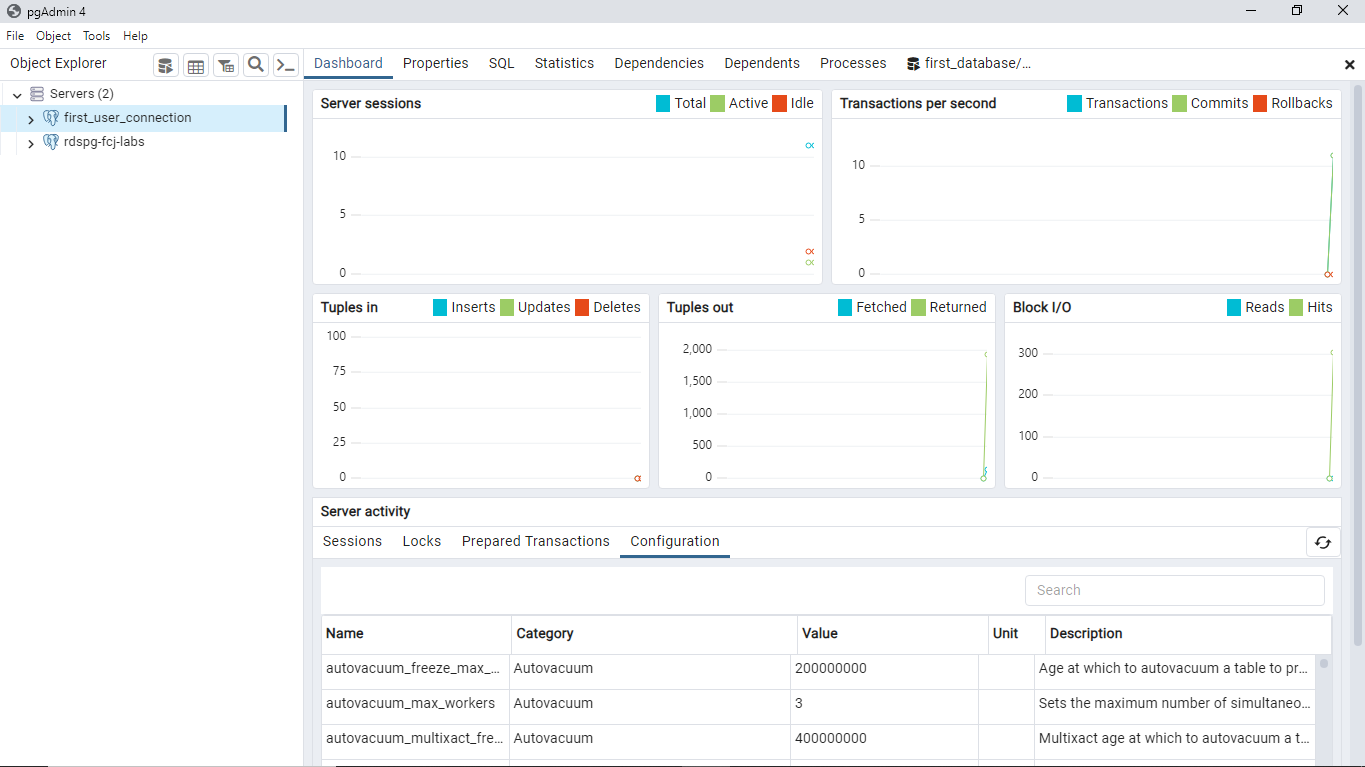 pgAdmin 4
File Object Tools Help
Object Explorer
Dashboard Properties SQL Statistics Dependencies Dependents Processes first_database/...
Servers (2)
first_user_connection
rdspg-fcj-labs
Server sessions Total Active Idle
10
5
0
Transactions per second Transactions Commits Rollbacks
10
5
0
Tuples in Inserts Updates Deletes
100
75
50
25
0
Tuples out Fetched Returned
2,000
1,500
1,000
500
0
Block I/O Reads Hits
300
200
100
0
Server activity
Sessions Locks Prepared Transactions Configuration
Search
Name Category Value Unit Description
autovacuum_freeze_max_... Autovacuum 200000000 Age at which to autovacuum a table to pr...
autovacuum_max_workers Autovacuum 3 Sets the maximum number of simultaneo...
autovacuum_multixact_fre... Autovacuum 400000000 Multixact age at which to autovacuum a t...